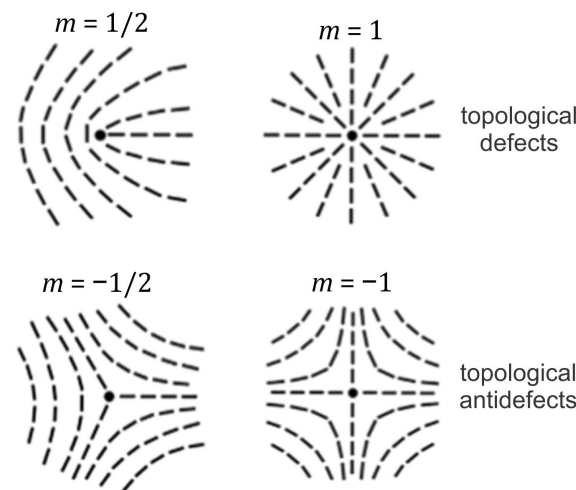 m = 1/2
m = 1
topological
defects
m = −1/2
m = −1
topological
antidefects